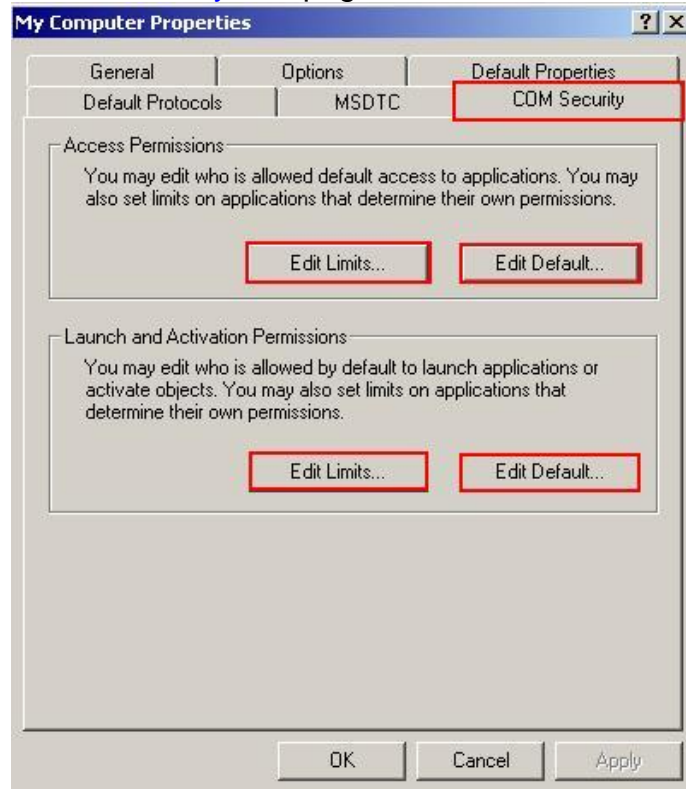 My Computer Properties
General Options Default Properties
Default Protocols MSDTC COM Security
Access Permissions
You may edit who is allowed default access to applications. You may
also set limits on applications that determine their own permissions.
Edit Limits... Edit Default...
Launch and Activation Permissions
You may edit who is allowed by default to launch applications or
activate objects. You may also set limits on applications that
determine their own permissions.
Edit Limits... Edit Default...
OK Cancel Apply